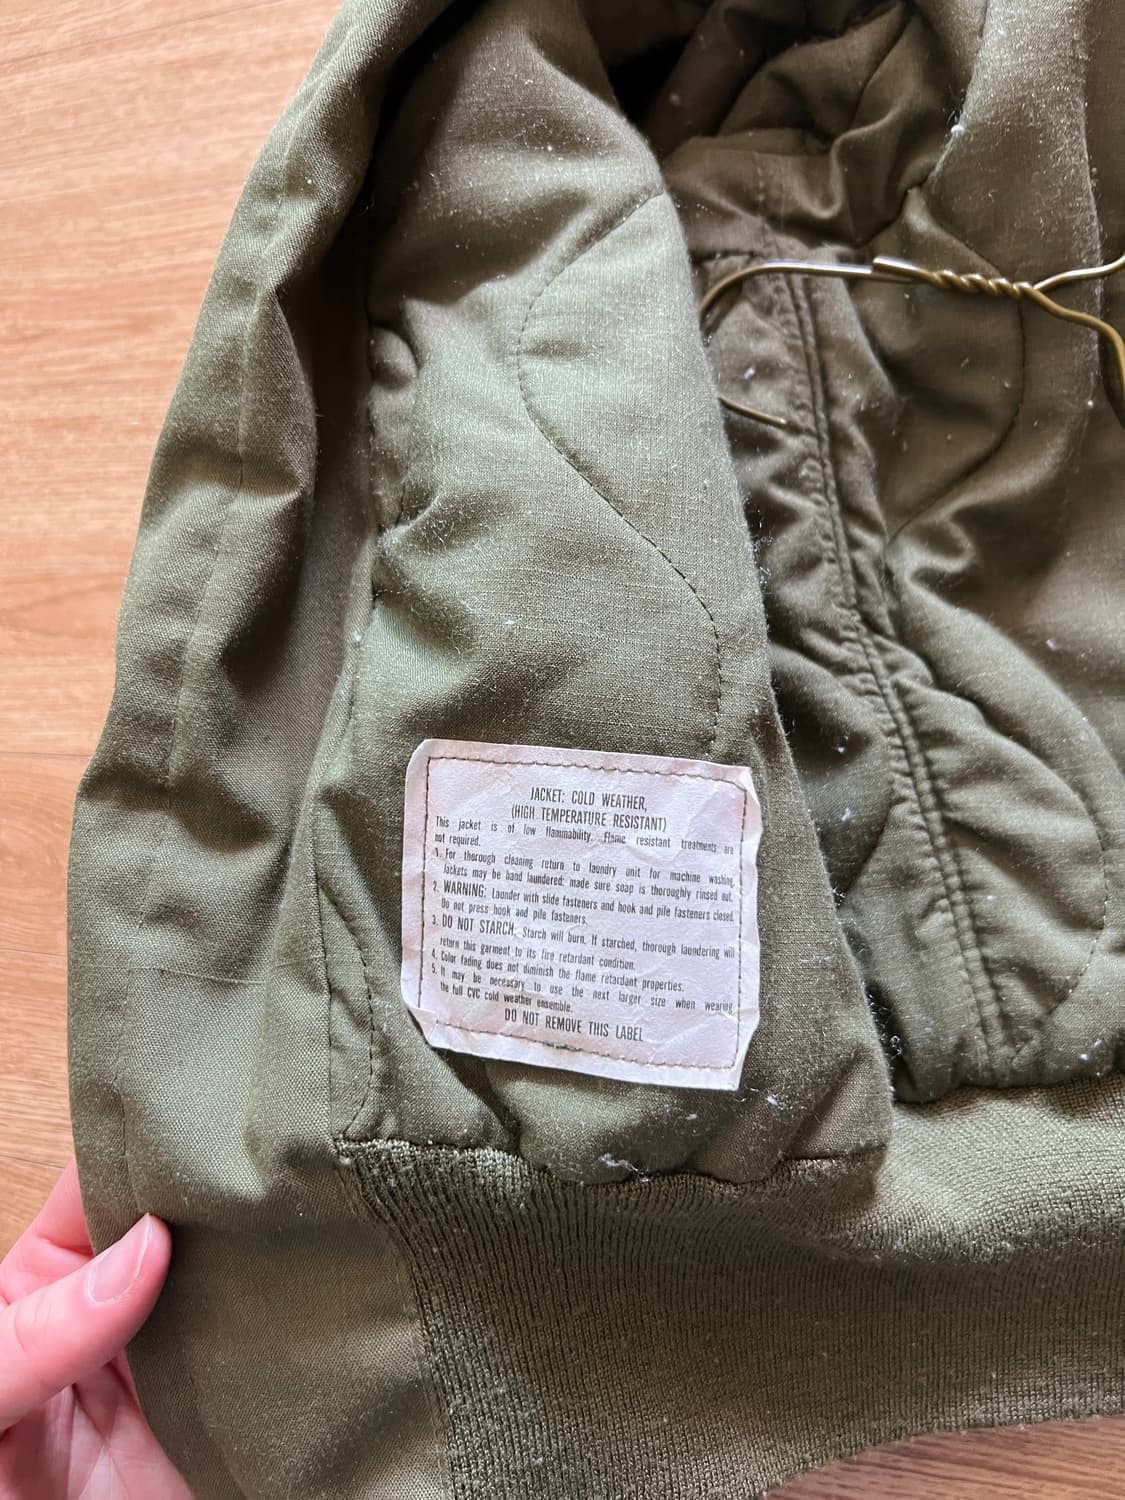 JACKET: COLD WEATHER,
(HIGH TEMPERATURE RESISTANT)
This jacket is of low flammability. Flame resistant treatments are
not required.
1. For thorough cleaning return to laundry unit for machine washing.
Jackets may be hand laundered; made sure soap is thoroughly rinsed out.
2. WARNING: Launder with slide fasteners and hook and pile fasteners closed.
Do not press hook and pile fasteners.
3. DO NOT STARCH: Starch will burn. If starched, thorough laundering will
return this garment to its fire retardant condition.
4. Color fading does not diminish the flame retardant properties.
5. It may be necessary to use the next larger size when wearing
the full CVC cold weather ensemble.
DO NOT REMOVE THIS LABEL